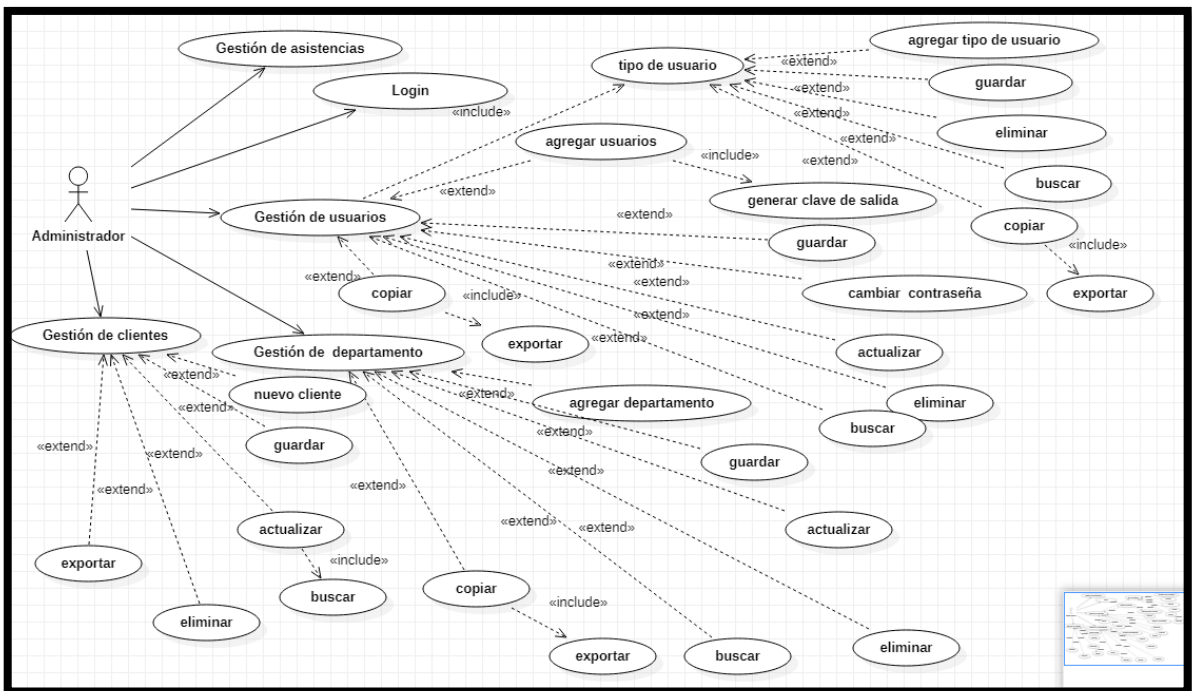 agregar tipo de usuario
Gestión de asistencias
tipo de usuario
«extend»
guardar
Login
«extend»
«include»
«extend»
eliminar
agregar usuarios
«extend»
«include»
«extend»
buscar
«extend»
generar clave de salida
Gestión de usuarios
«extend»
copiar
Administrador
guardar
«include»
«extend»
«extend»
«extend»
copiar
«include»
cambiar contraseña
exportar
«extend»
Gestión de clientes
«extend»
exportar
Gestión de departamento
actualizar
«extend»
nuevo cliente
«extend»
agregar departamento
eliminar
«extend»
buscar
«extend»
guardar
«extend»
«extend»
guardar
«extend»
«extend»
«extend»
«extend»
«extend»
actualizar
actualizar
exportar
«include»
copiar
buscar
«include»
eliminar
exportar
buscar
eliminar